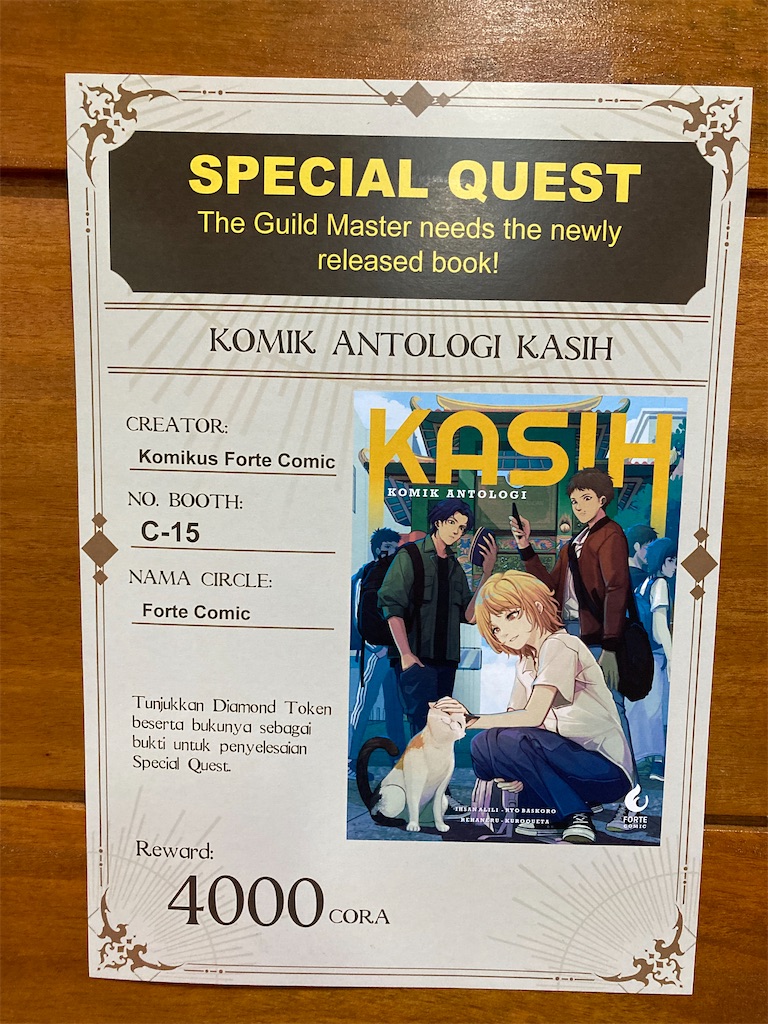 SPECIAL QUEST
The Guild Master needs the newly
released book!
KOMIK ANTOLOGI KASIH
CREATOR:
Komikus Forte Comic
NO. BOOTH:
C-15
NAMA CIRCLE:
Forte Comic
Tunjukkan Diamond Token
beserta bukunya sebagai
bukti untuk penyelesaian
Special Quest.
Reward:
4000 CORA
KASIH
KOMIK ANTOLOGI
IHSAN ALILI - RYO BASKORO
REHANERU - KUROQUETA
FORTE
COMIC